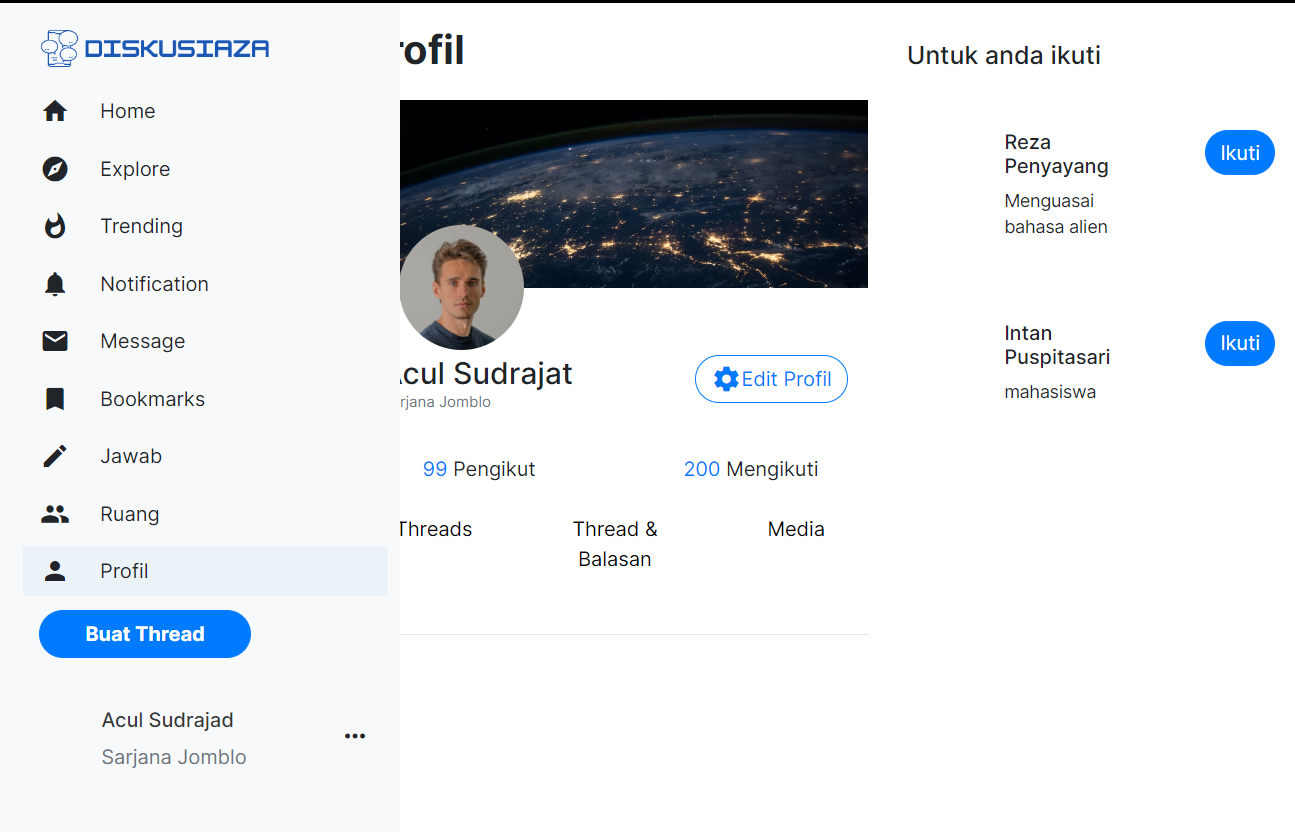 DISKUSIAZA
Home
Explore
Trending
Notification
Message
Bookmarks
Jawab
Ruang
Profil
Buat Thread
Acul Sudrajad
Sarjana Jomblo
rofil
Acul Sudrajat
rjana Jomblo
Edit Profil
99 Pengikut
200 Mengikuti
Threads
Thread &
Balasan
Media
Untuk anda ikuti
Reza
Penyayang
Ikuti
Menguasai
bahasa alien
Intan
Puspitasari
Ikuti
mahasiswa